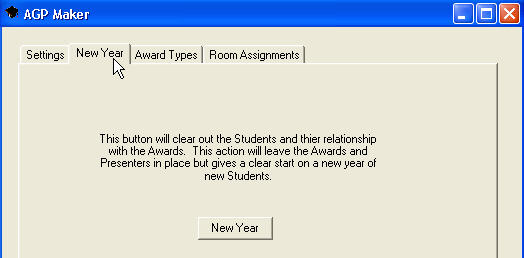 AGP Maker
Settings New Year Award Types Room Assignments
This button will clear out the Students and thier relationship
with the Awards. This action will leave the Awards and
Presenters in place but gives a clear start on a new year of
new Students.
New Year